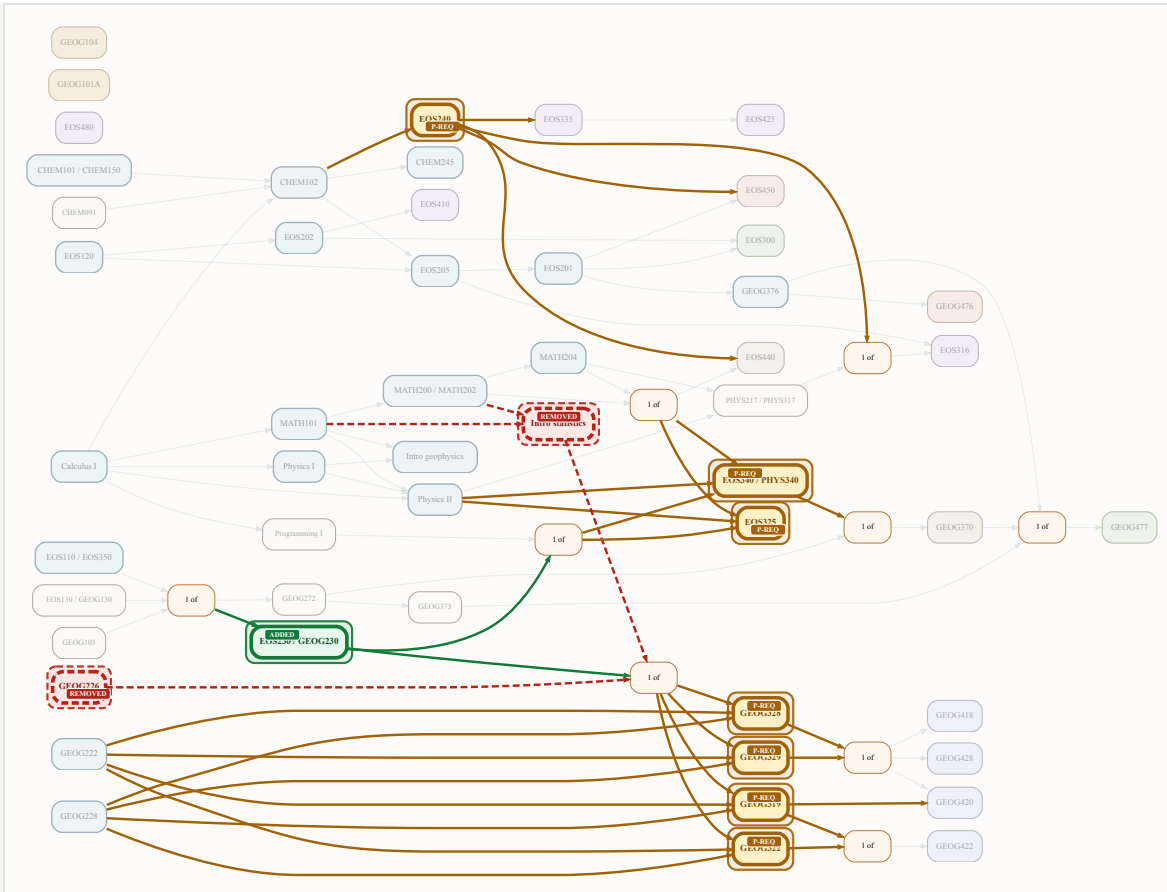 GEOG104
GEOG101A
EOS480
CHEM101 / CHEM150
CHEM091
EOS120
CHEM102
EOS202
EOS240
P-REQ
CHEM245
EOS410
EOS205
EOS335
EOS201
EOS425
EOS450
EOS300
GEOG376
GEOG476
EOS316
1 of
EOS440
MATH204
MATH200 / MATH202
PHYS217 / PHYS317
1 of
REMOVED
Intro statistics
MATH101
Calculus I
Physics I
Intro geophysics
Physics II
P-REQ
EOS340 / PHYS340
EOS325
P-REQ
1 of
GEOG370
1 of
GEOG477
Programming I
1 of
EOS110 / EOS350
EOS130 / GEOG130
GEOG103
1 of
GEOG272
GEOG373
ADDED
EOS230 / GEOG230
GEOG226
REMOVED
1 of
GEOG222
GEOG228
P-REQ
GEOG328
P-REQ
GEOG329
P-REQ
GEOG319
P-REQ
GEOG322
1 of
1 of
GEOG418
GEOG428
GEOG420
GEOG422